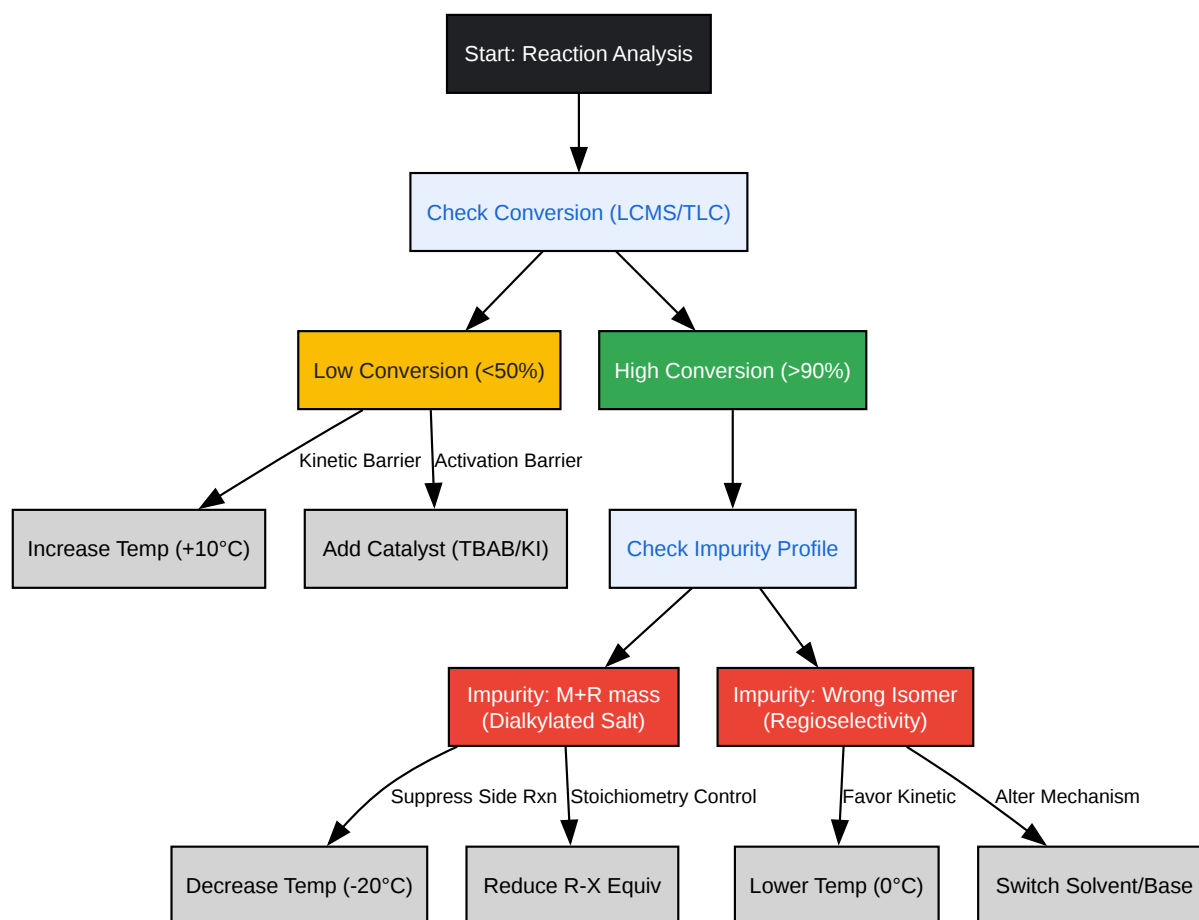 Start: Reaction Analysis
Check Conversion (LCMS/TLC)
Low Conversion (<50%)
High Conversion (>90%)
Kinetic Barrier
Activation Barrier
Increase Temp (+10°C)
Add Catalyst (TBAB/KI)
Check Impurity Profile
Impurity: M+R mass
(Dialkylated Salt)
Impurity: Wrong Isomer
(Regioselectivity)
Suppress Side Rxn
Stoichiometry Control
Favor Kinetic
Alter Mechanism
Decrease Temp (-20°C)
Reduce R-X Equiv
Lower Temp (0°C)
Switch Solvent/Base